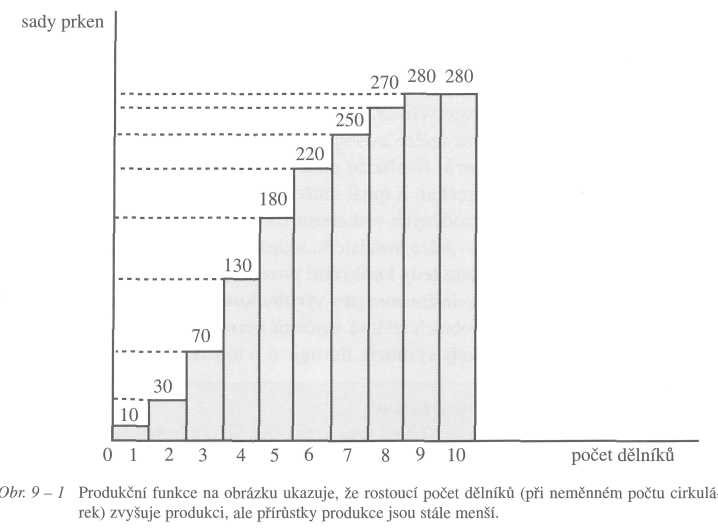 sady prken
280 280
270
250
220
180
130
70
30
10
0 1 2 3 4 5 6 7 8 9 10 počet dělníků
Obr. 9 – 1 Produkční funkce na obrázku ukazuje, že rostoucí počet dělníků (při neměnném počtu cirkulá-
rek) zvyšuje produkci, ale přírůstky produkce jsou stále menší.